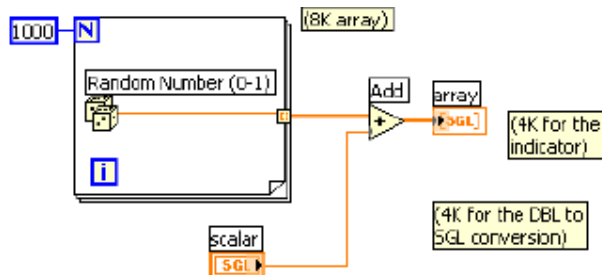 (8K array)
1000
N
Random Number (0-1)
Add
array
[SGL]
(4K for the
indicator)
i
(4K for the DBL to
SGL conversion)
scalar
SGL